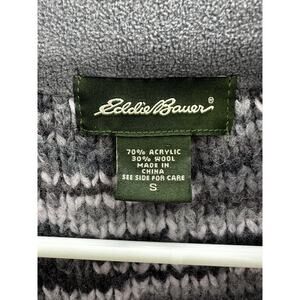 Eddie Bauer®
70% ACRYLIC
30% WOOL
MADE IN
CHINA
SEE SIDE FOR CARE
S